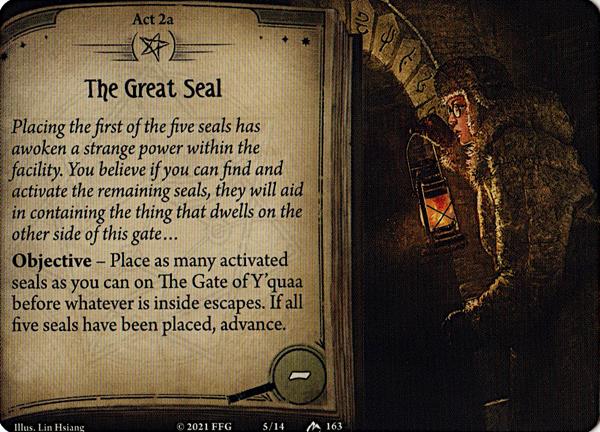 Act 2a
The Great Seal
Placing the first of the five seals has
awoken a strange power within the
facility. You believe if you can find and
activate the remaining seals, they will aid
in containing the thing that dwells on the
other side of this gate…
Objective – Place as many activated
seals as you can on The Gate of Y'quaa
before whatever is inside escapes. If all
five seals have been placed, advance.
–
Illus. Lin Hsiang © 2021 FFG 5/14 163